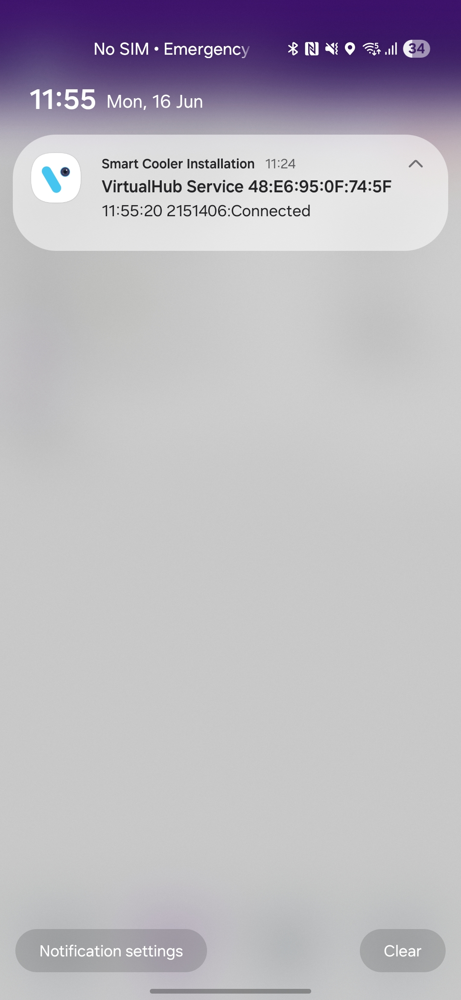 No SIM • Emergency
34
11:55 Mon, 16 Jun
Smart Cooler Installation 11:24
VirtualHub Service 48:E6:95:0F:74:5F
11:55:20 2151406:Connected
Notification settings
Clear